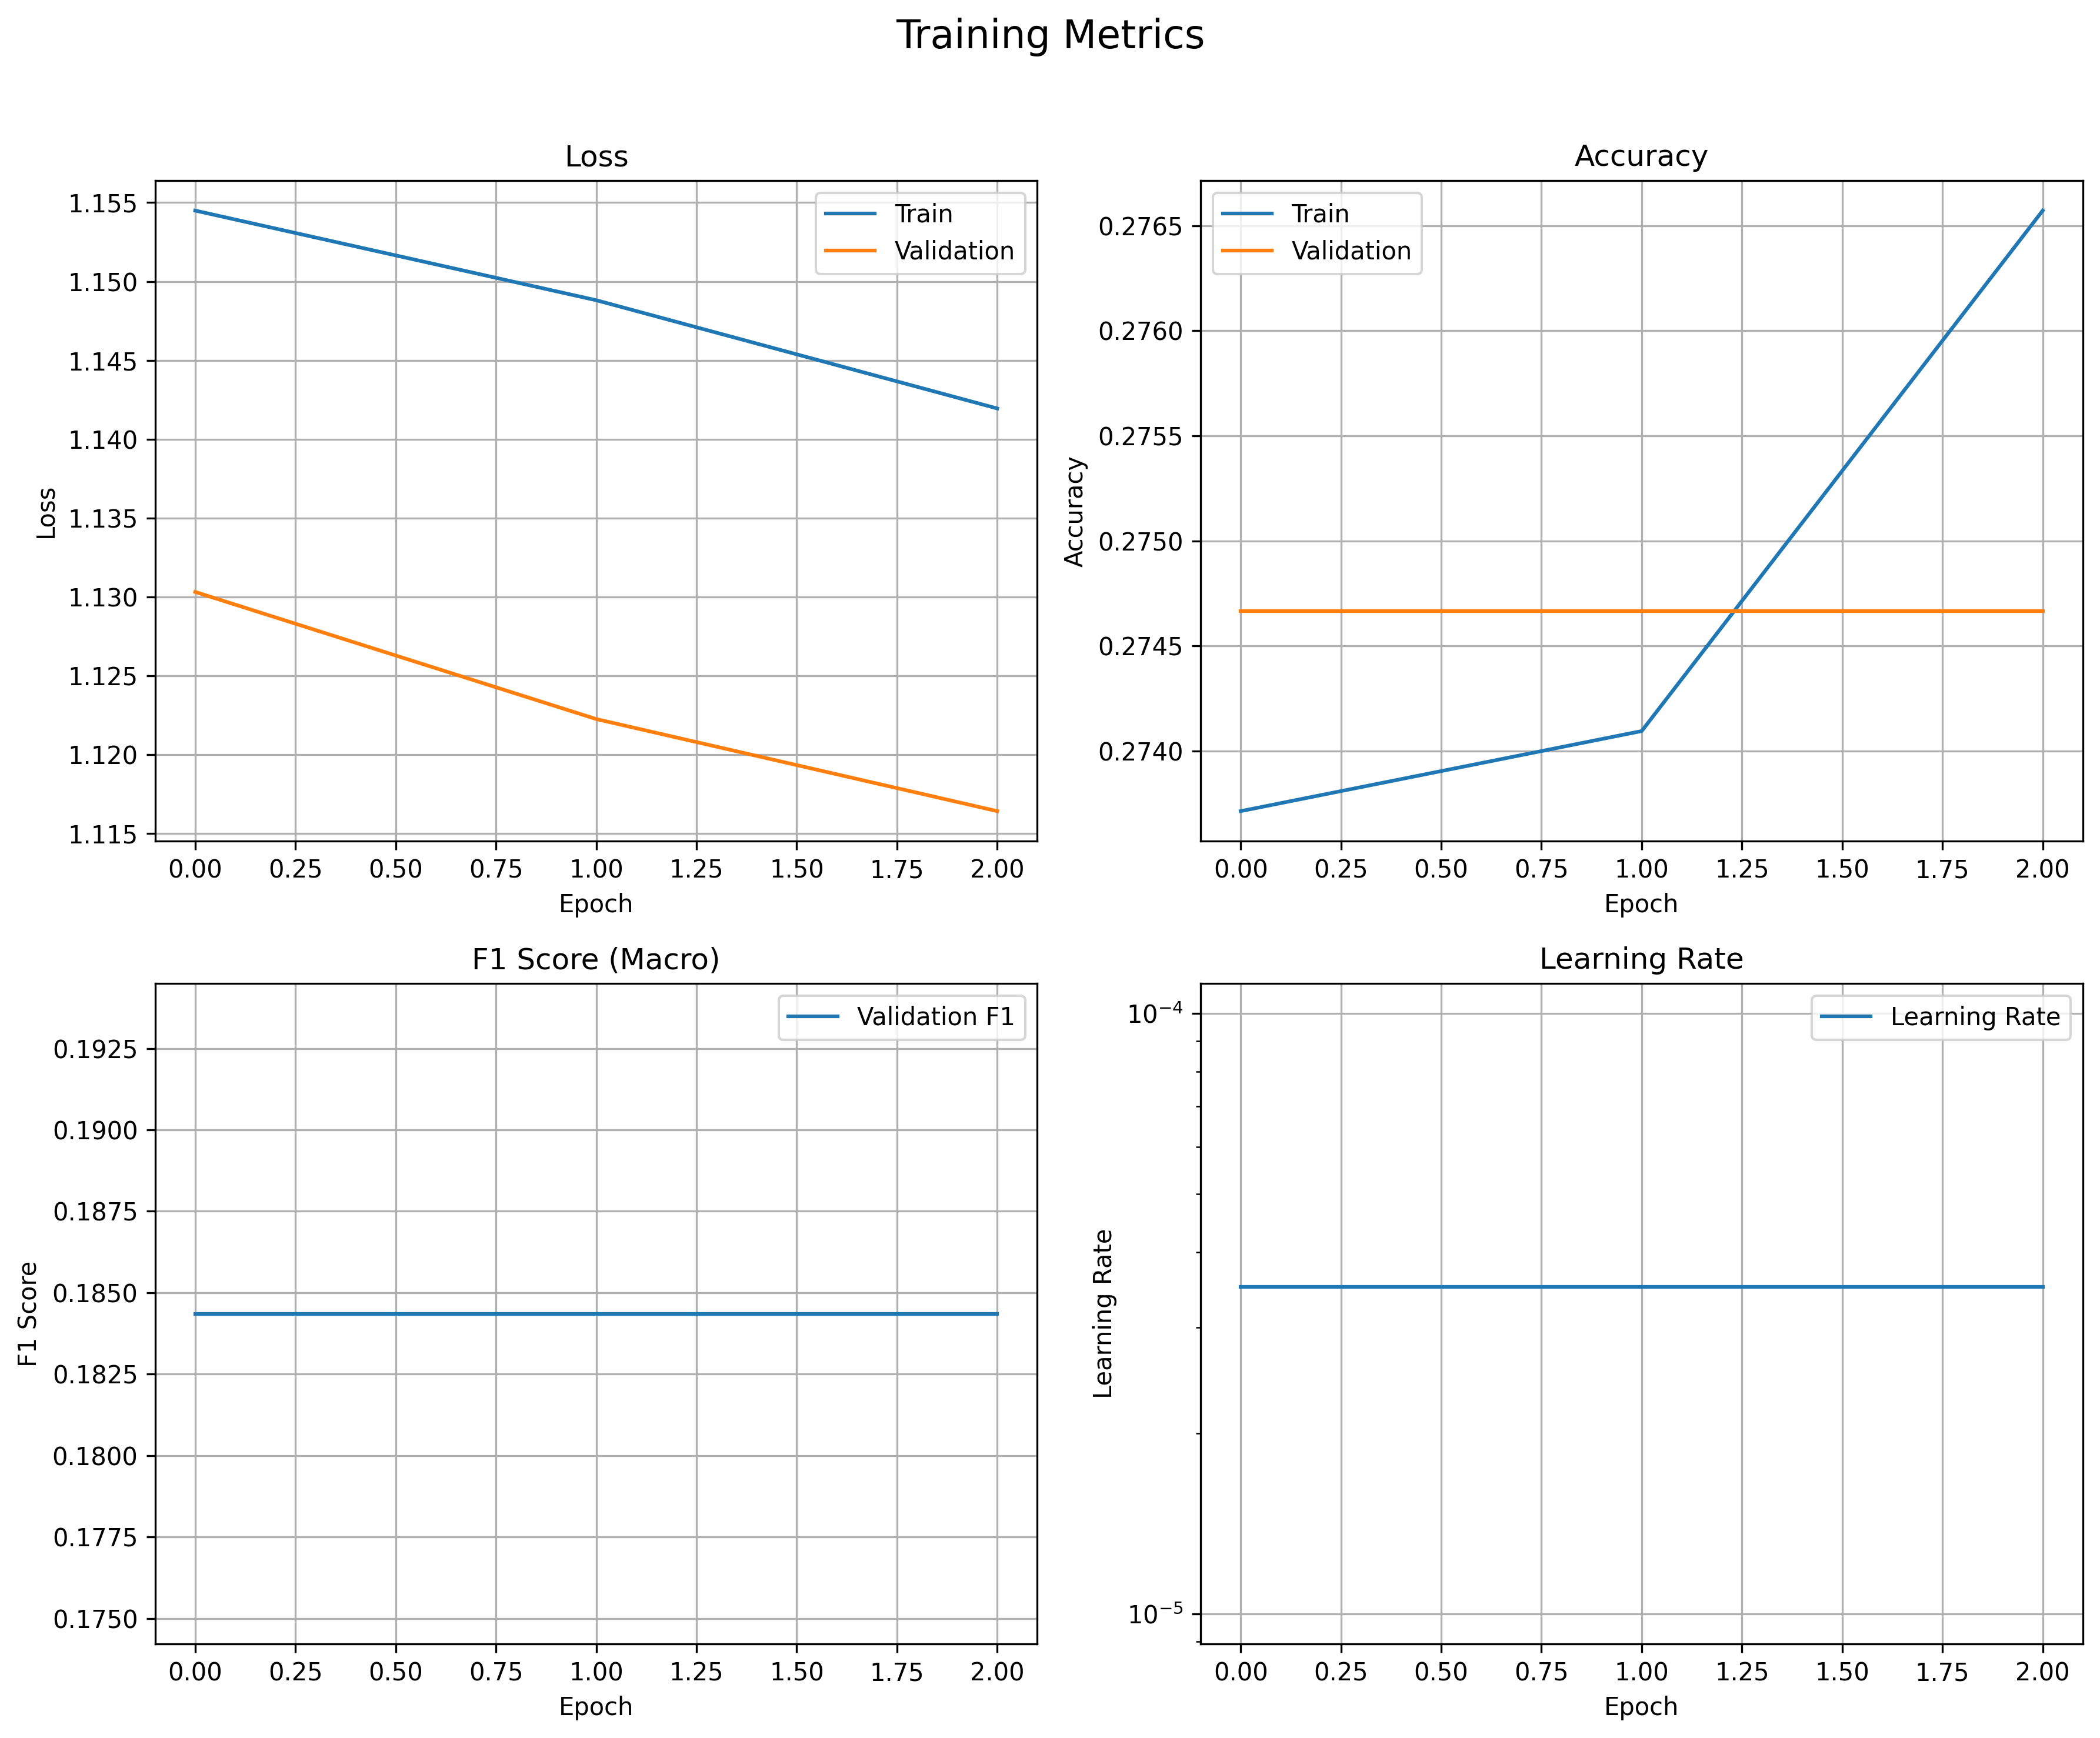 Training Metrics
Loss
1.155
1.150
1.145
1.140
1.135
1.130
1.125
1.120
1.115
Loss
Train
Validation
0.00 0.25 0.50 0.75 1.00 1.25 1.50 1.75 2.00
Epoch
Accuracy
0.2765
0.2760
0.2755
0.2750
0.2745
0.2740
Accuracy
Train
Validation
0.00 0.25 0.50 0.75 1.00 1.25 1.50 1.75 2.00
Epoch
F1 Score (Macro)
0.1925
0.1900
0.1875
0.1850
0.1825
0.1800
0.1775
0.1750
F1 Score
Validation F1
0.00 0.25 0.50 0.75 1.00 1.25 1.50 1.75 2.00
Epoch
Learning Rate
10⁻⁴
10⁻⁵
Learning Rate
Learning Rate
0.00 0.25 0.50 0.75 1.00 1.25 1.50 1.75 2.00
Epoch